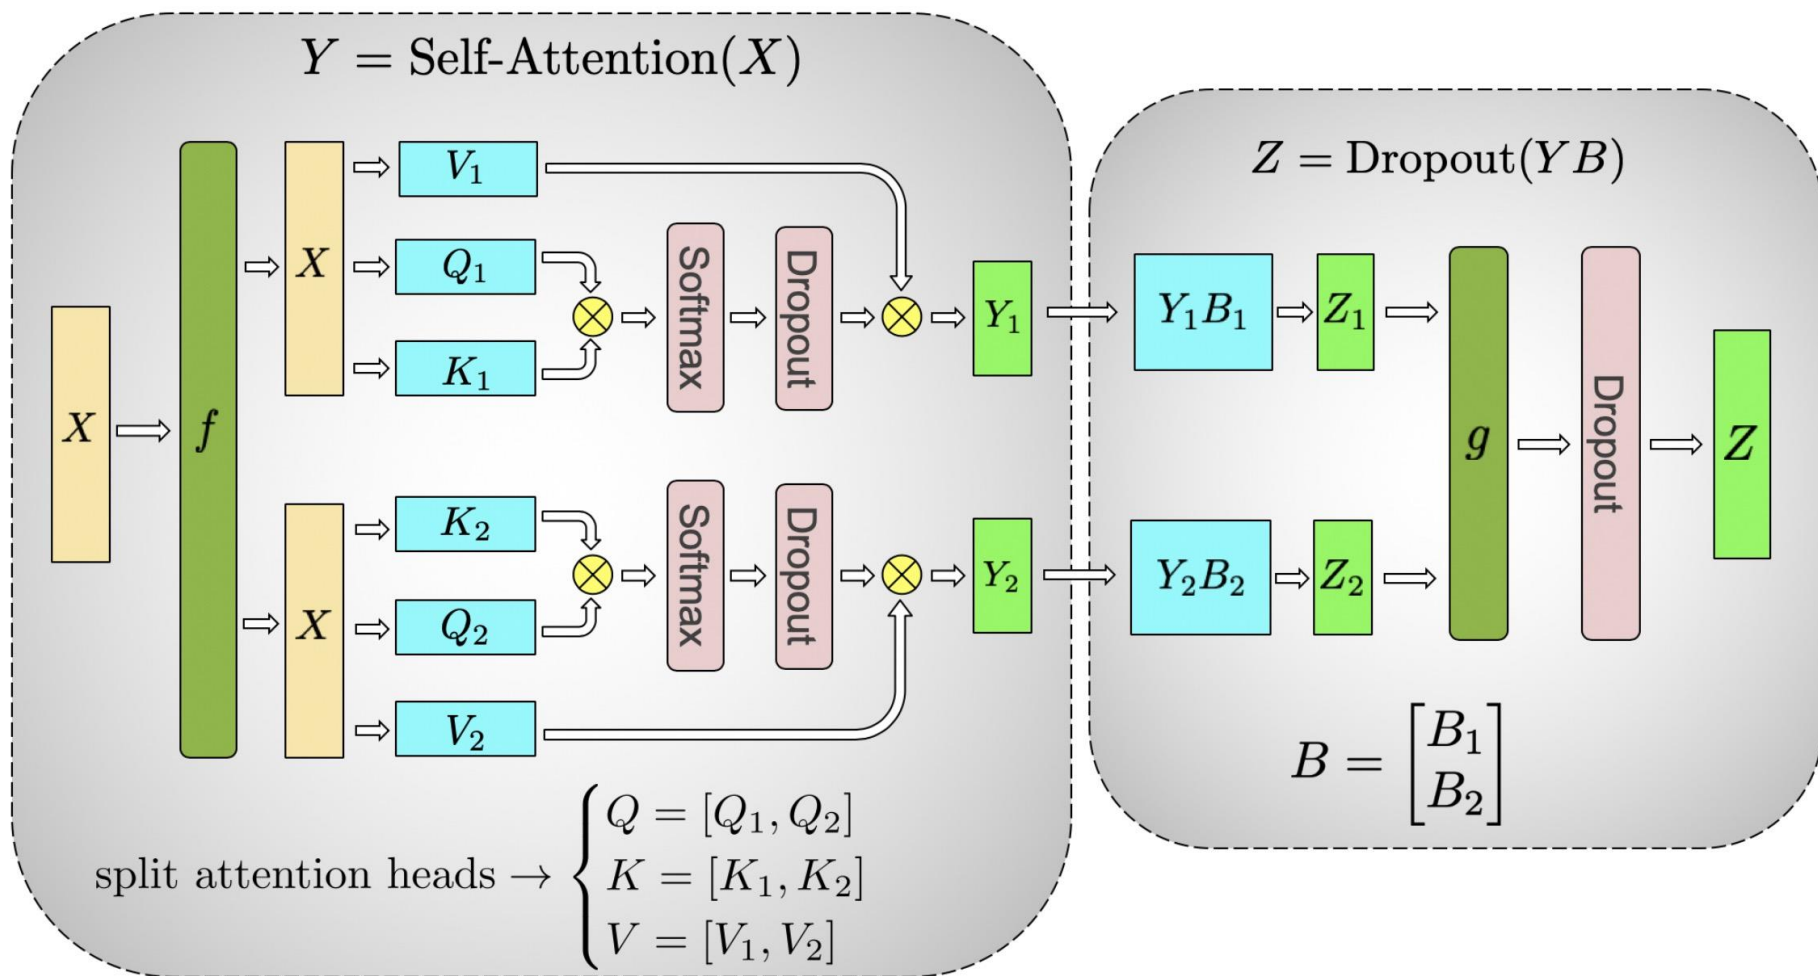 Y = Self-Attention(X)
X
f
X
V₁
Q₁
K₁
Softmax
Dropout
Y₁
X
K₂
Q₂
V₂
Softmax
Dropout
Y₂
split attention heads → { Q = [Q₁, Q₂]
K = [K₁, K₂]
V = [V₁, V₂]
Z = Dropout(YB)
Y₁B₁
Z₁
Y₂B₂
Z₂
g
Dropout
Z
B = [B₁
B₂]